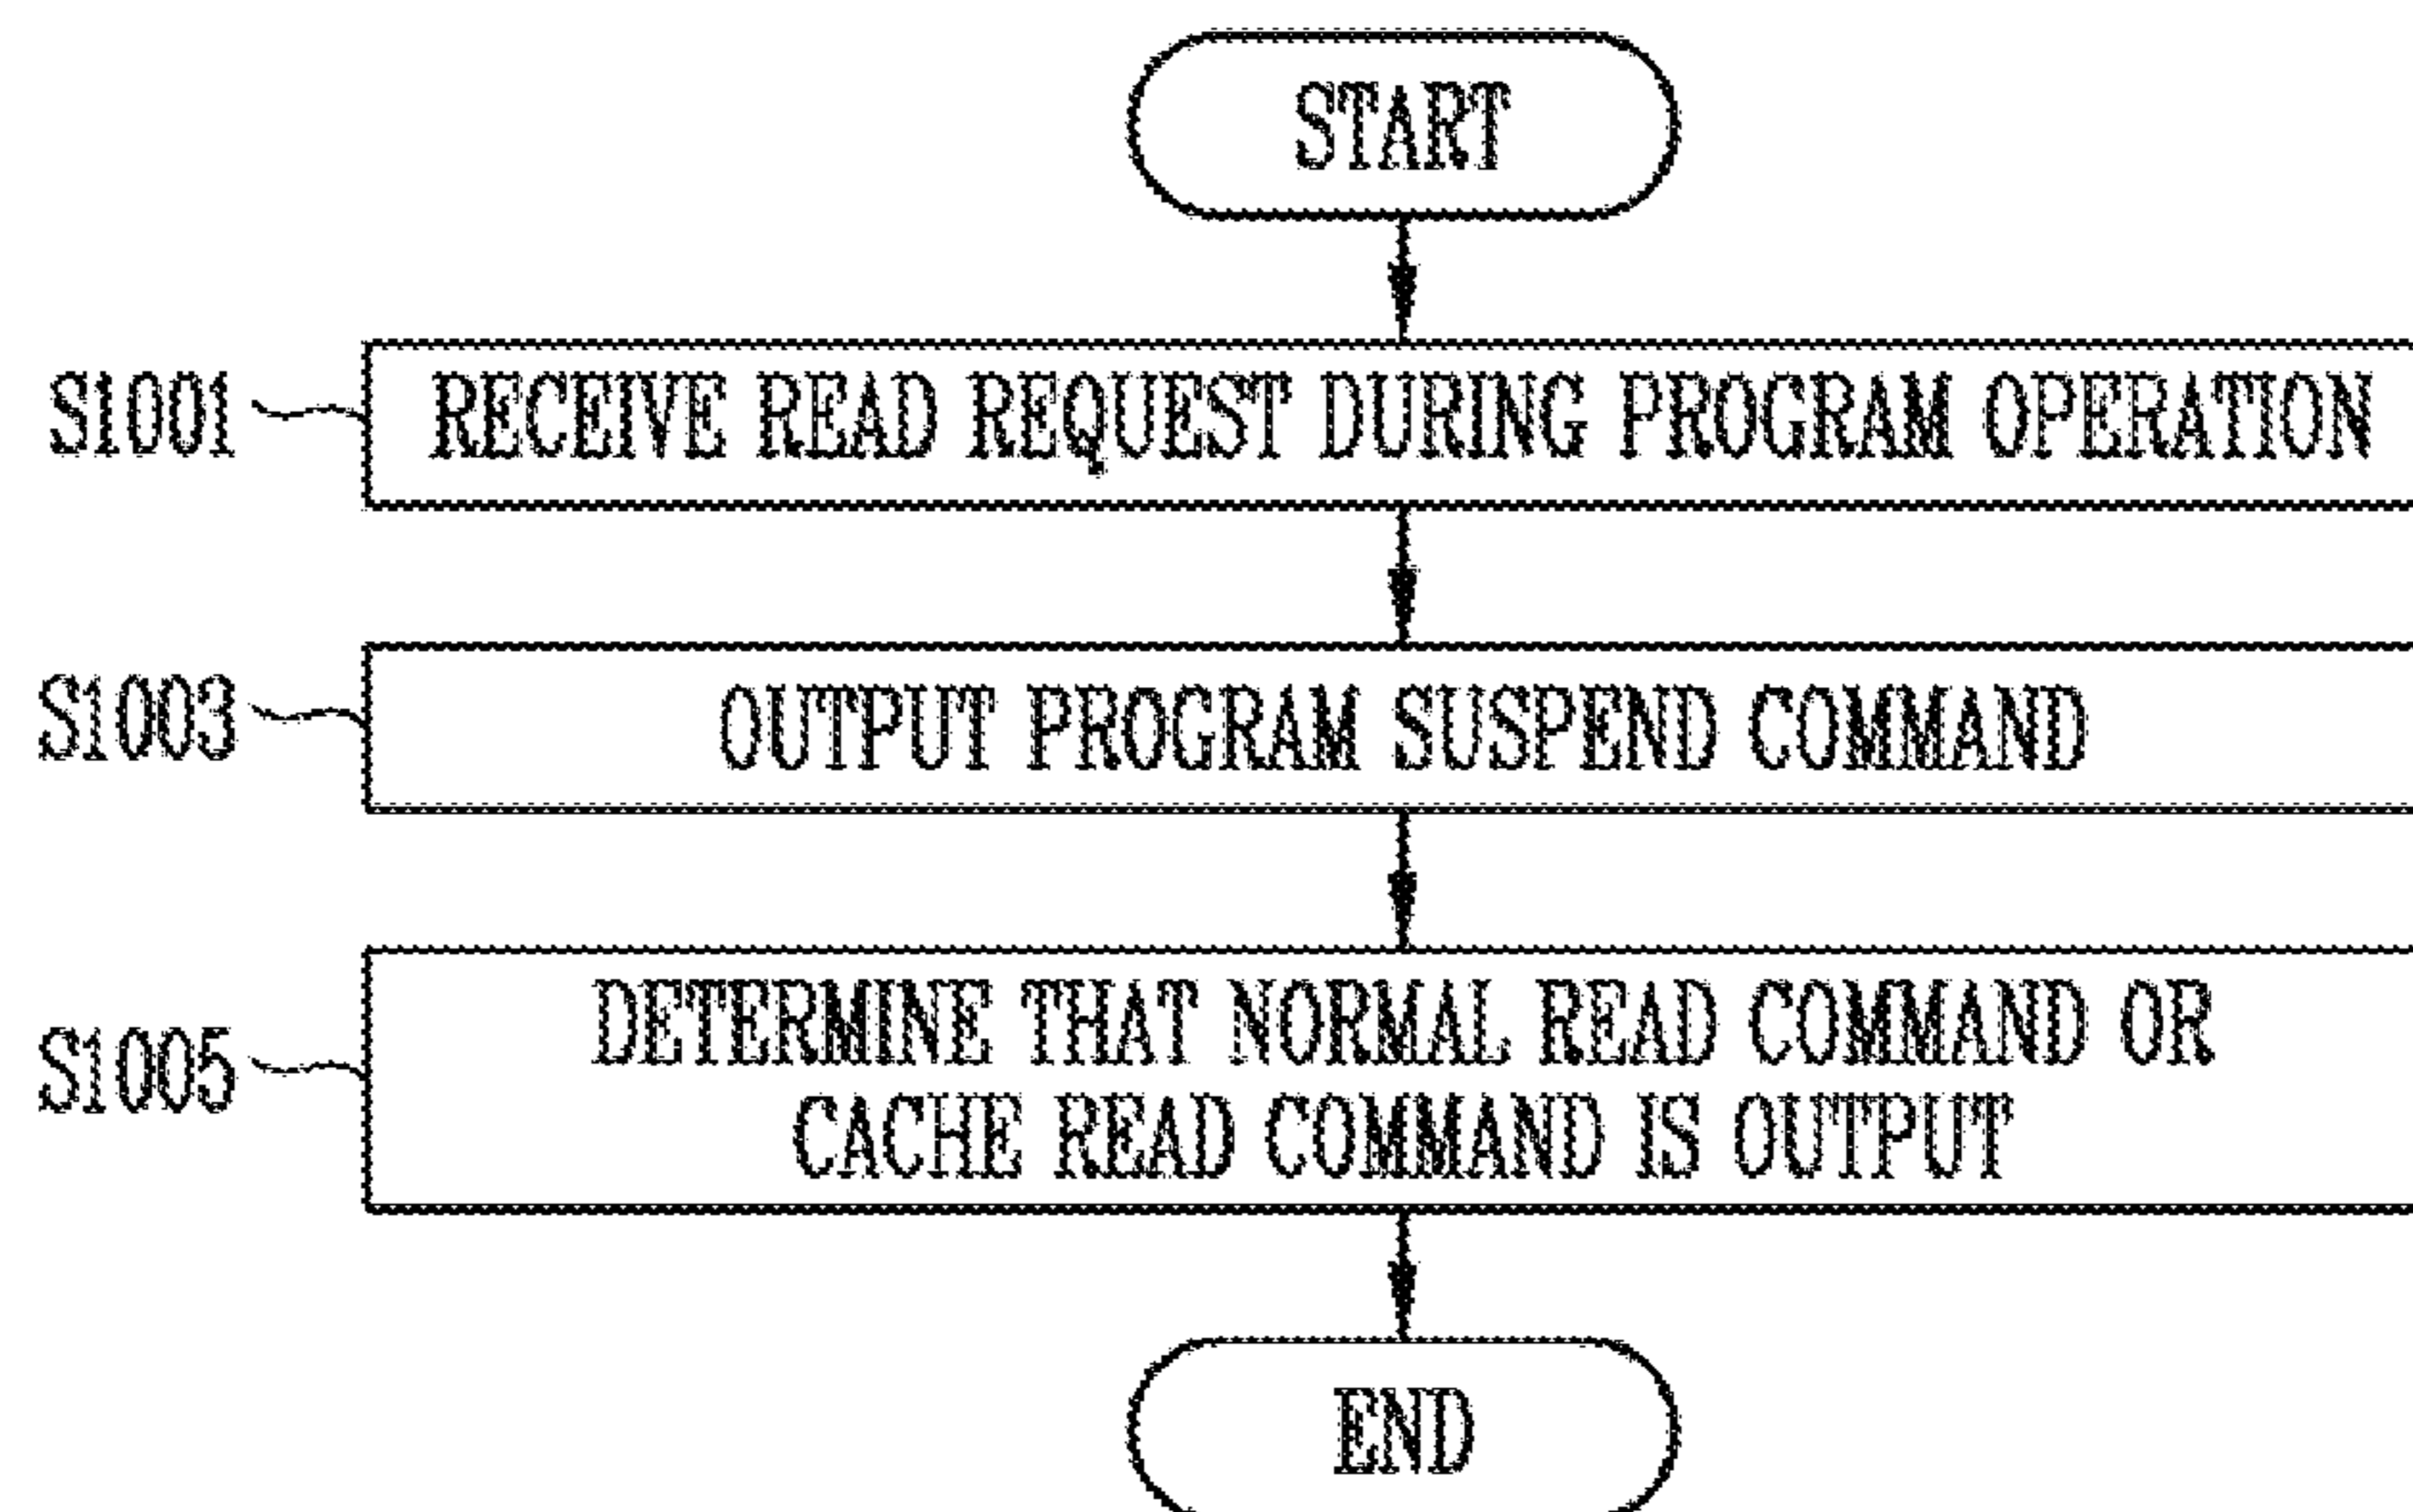 START
S1001 RECEIVE READ REQUEST DURING PROGRAM OPERATION
S1003 OUTPUT PROGRAM SUSPEND COMMAND
S1005 DETERMINE THAT NORMAL READ COMMAND OR
CACHE READ COMMAND IS OUTPUT
END